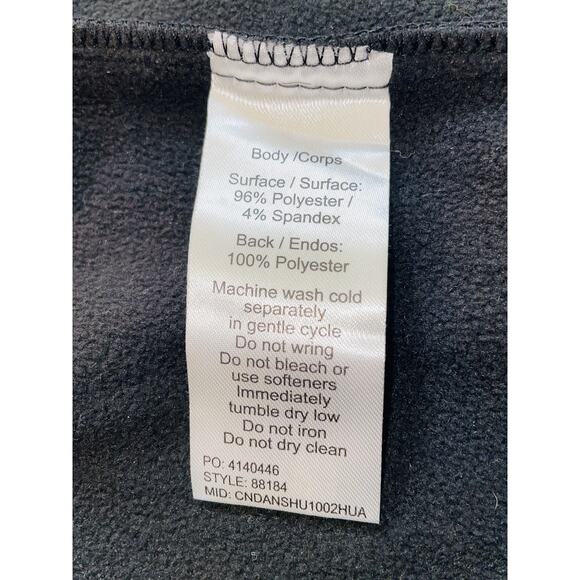 Body /Corps
Surface / Surface:
96% Polyester /
4% Spandex
Back / Endos:
100% Polyester
Machine wash cold
separately
in gentle cycle
Do not wring
Do not bleach or
use softeners
Immediately
tumble dry low
Do not iron
Do not dry clean
PO: 4140446
STYLE: 88184
MID: CNDANSHU1002HUA